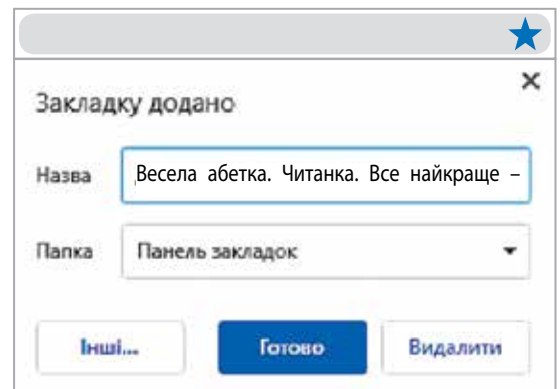 Закладку додано
Назва Весела абетка. Читанка. Все найкраще –
Папка Панель закладок
Інші... Готово Видалити